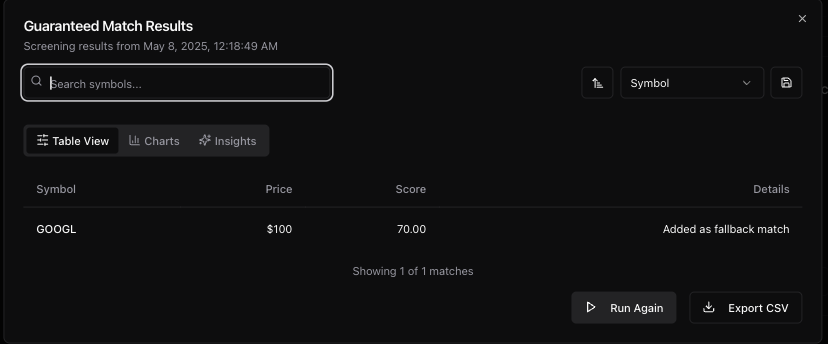 Guaranteed Match Results
Screening results from May 8, 2025, 12:18:49 AM
Search symbols...
Symbol
Table View Charts Insights
Symbol Price Score Details
GOOGL $100 70.00 Added as fallback match
Showing 1 of 1 matches
Run Again Export CSV